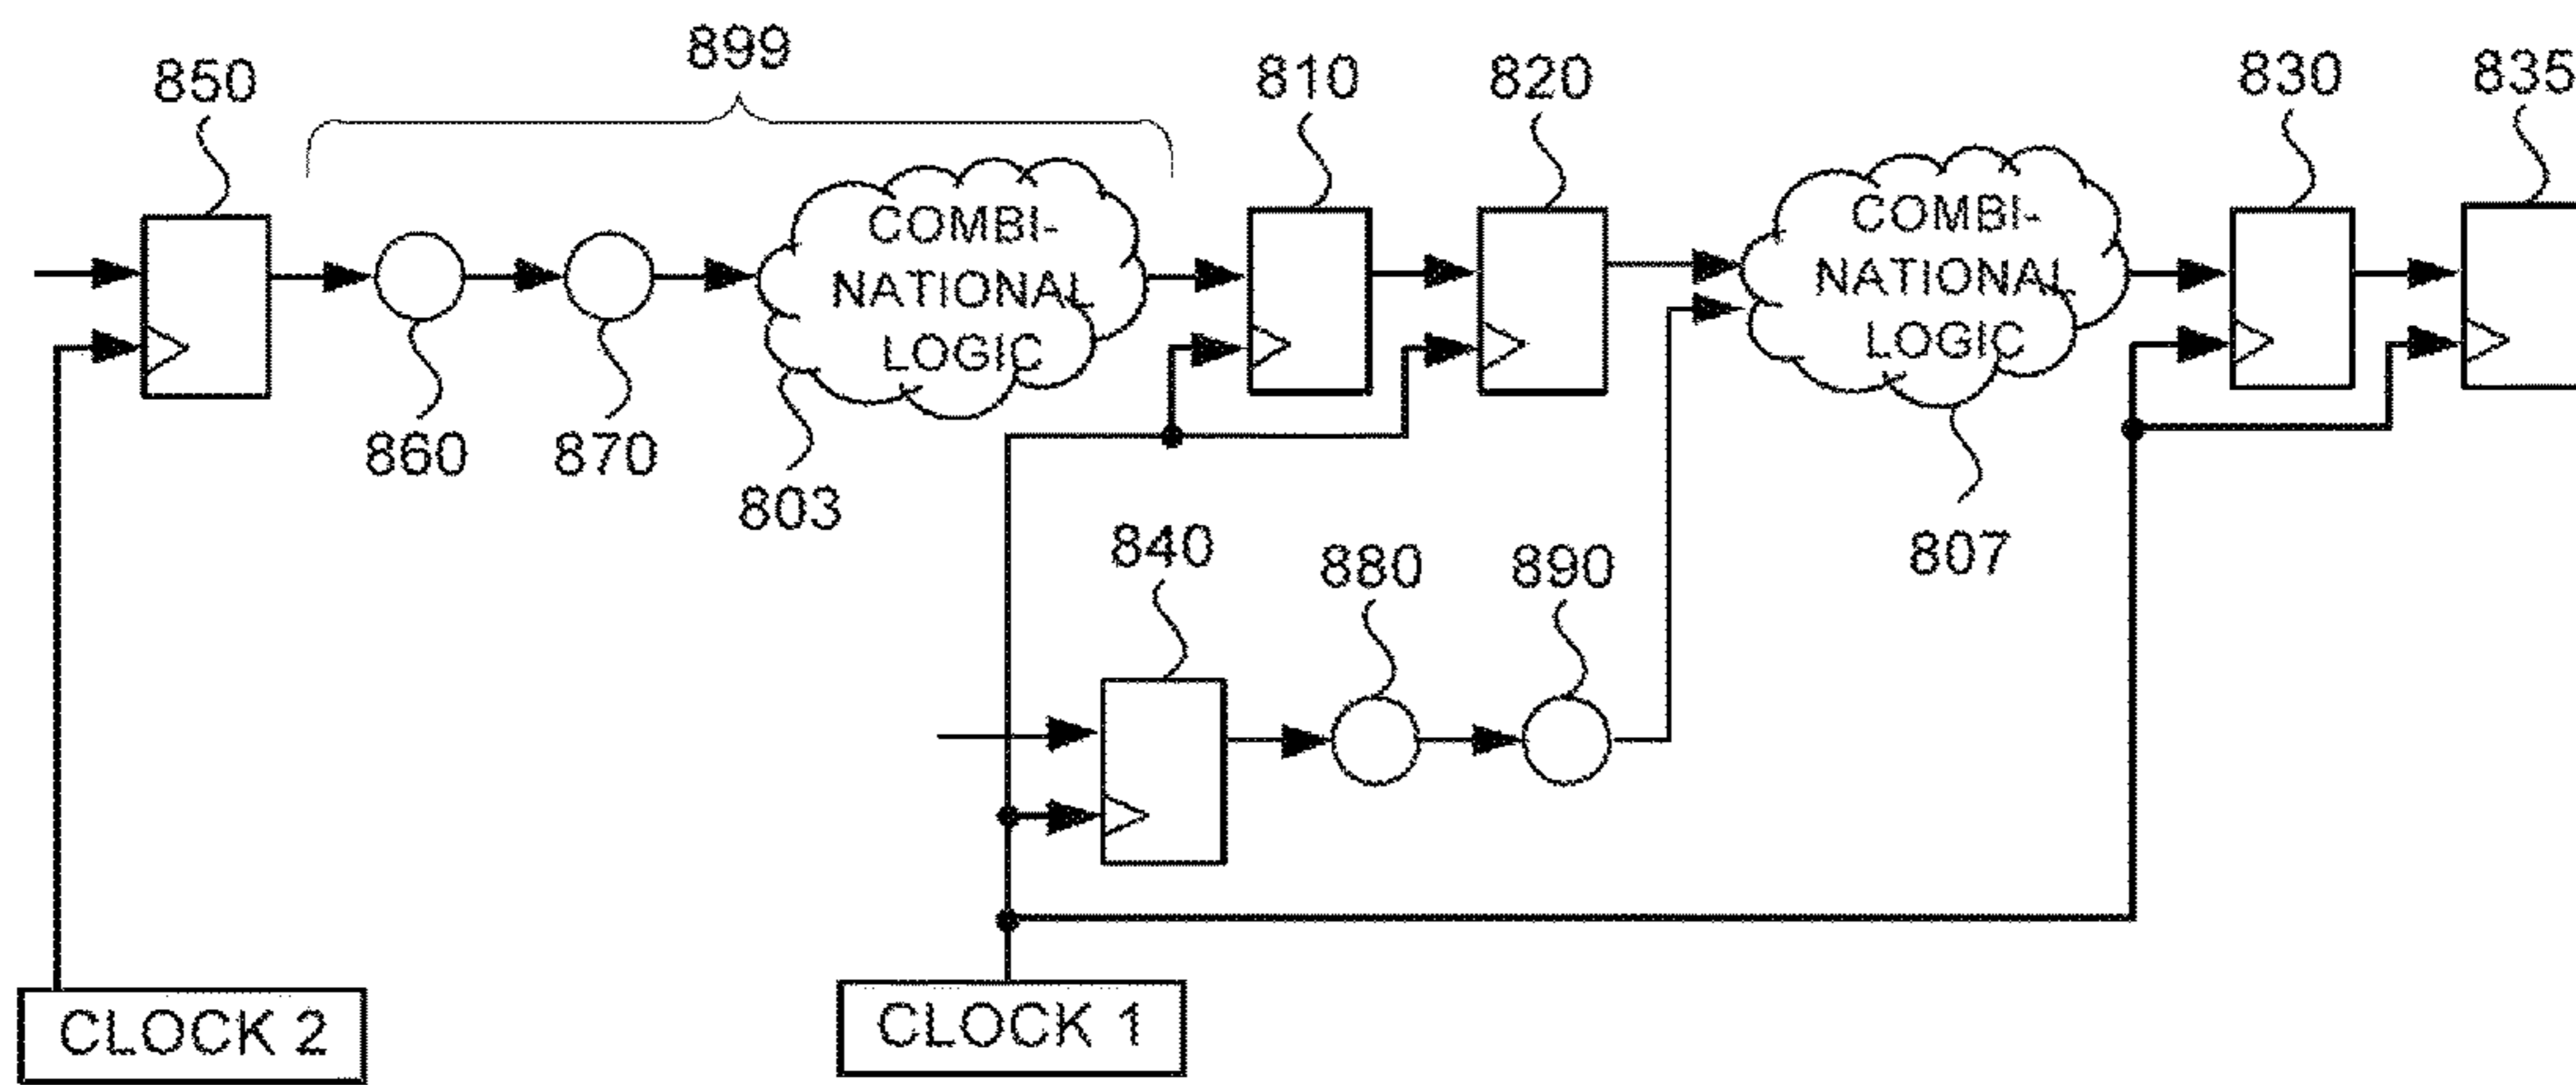 899
850
810
820
830
835
COMBI-
NATIONAL
LOGIC
COMBI-
NATIONAL
LOGIC
860
870
803
840
880
890
807
CLOCK 2
CLOCK 1